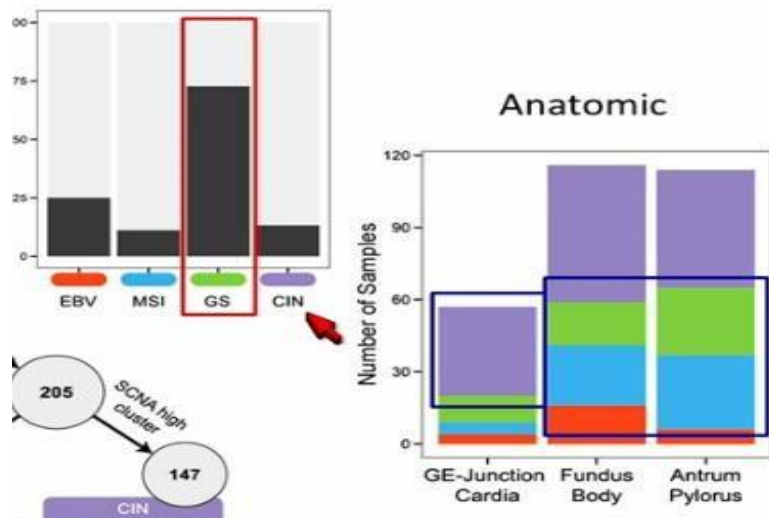 00
75
50
25
0
EBV MSI GS CIN
205
SCNA high
cluster
147
CIN
Anatomic
Number of Samples
120
90
60
30
0
GE-Junction Fundus Antrum
Cardia Body Pylorus